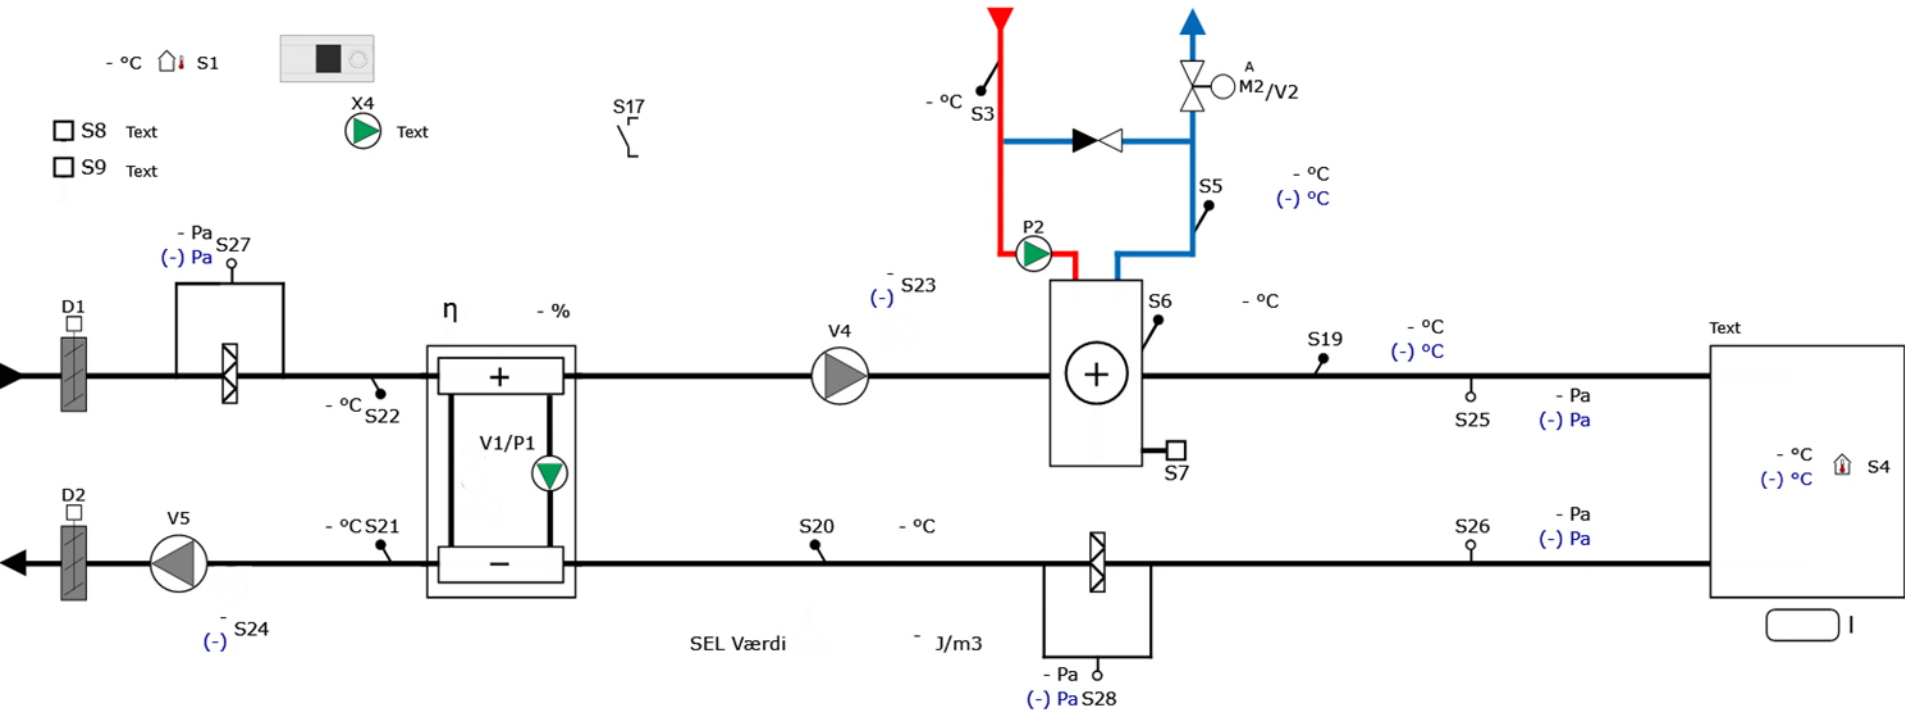 - °C S1
X4
Text
S8 Text
S9 Text
S17
- °C S3
A
M2/V2
S5
- °C
(-) °C
P2
- Pa
(-) Pa
S27
D1
η - %
-
(-)
S23
V4
S6
- °C
S19
- °C
(-) °C
Text
+
+
- °C S22
S25
- Pa
(-) Pa
V1/P1
S7
- °C
(-) °C
S4
D2
V5
- °C S21
S20 - °C
S26
- Pa
(-) Pa
−
-
(-)
S24
SEL Værdi - J/m3
I
- Pa
(-) Pa S28